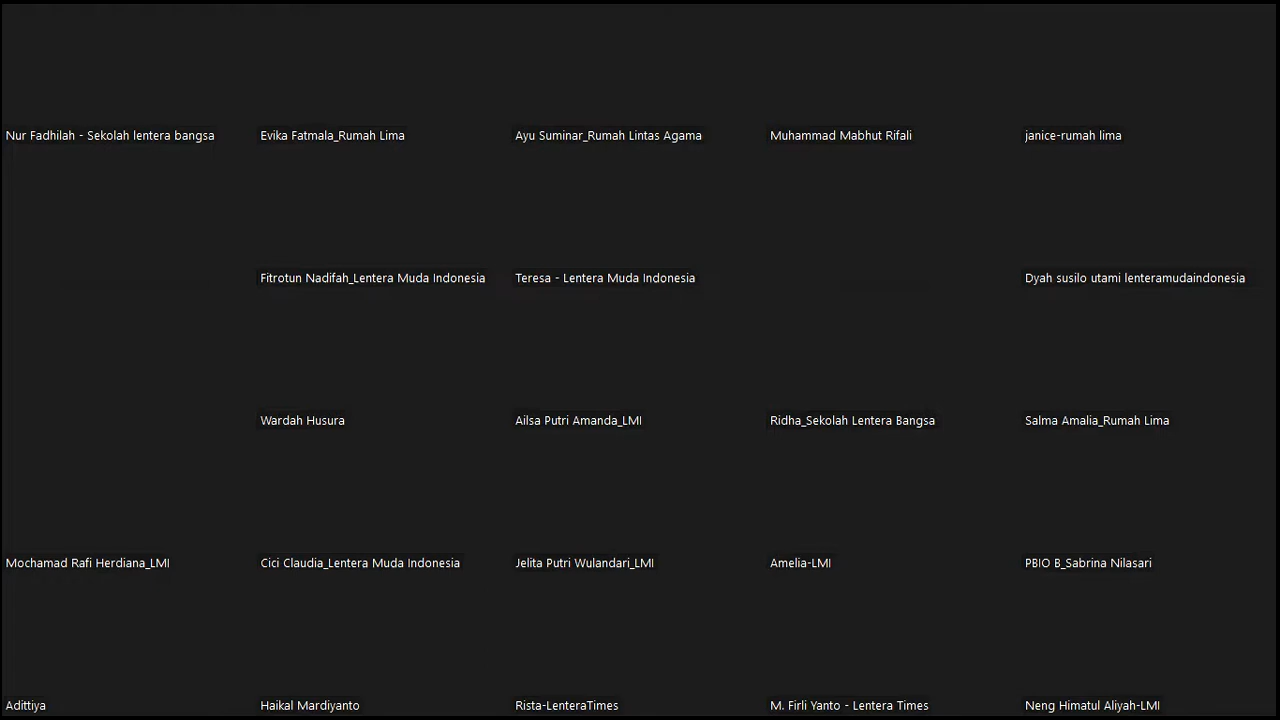 Nur Fadhilah - Sekolah lentera bangsa
Evika Fatmala_Rumah Lima
Ayu Suminar_Rumah Lintas Agama
Muhammad Mabhut Rifali
janice-rumah lima
Fitrotun Nadifah_Lentera Muda Indonesia
Teresa - Lentera Muda Indonesia
Dyah susilo utami lenteramudaindonesia
Wardah Husura
Ailsa Putri Amanda_LMI
Ridha_Sekolah Lentera Bangsa
Salma Amalia_Rumah Lima
Mochamad Rafi Herdiana_LMI
Cici Claudia_Lentera Muda Indonesia
Jelita Putri Wulandari_LMI
Amelia-LMI
PBIO B_Sabrina Nilasari
Adittiya
Haikal Mardiyanto
Rista-LenteraTimes
M. Firli Yanto - Lentera Times
Neng Himatul Aliyah-LMI